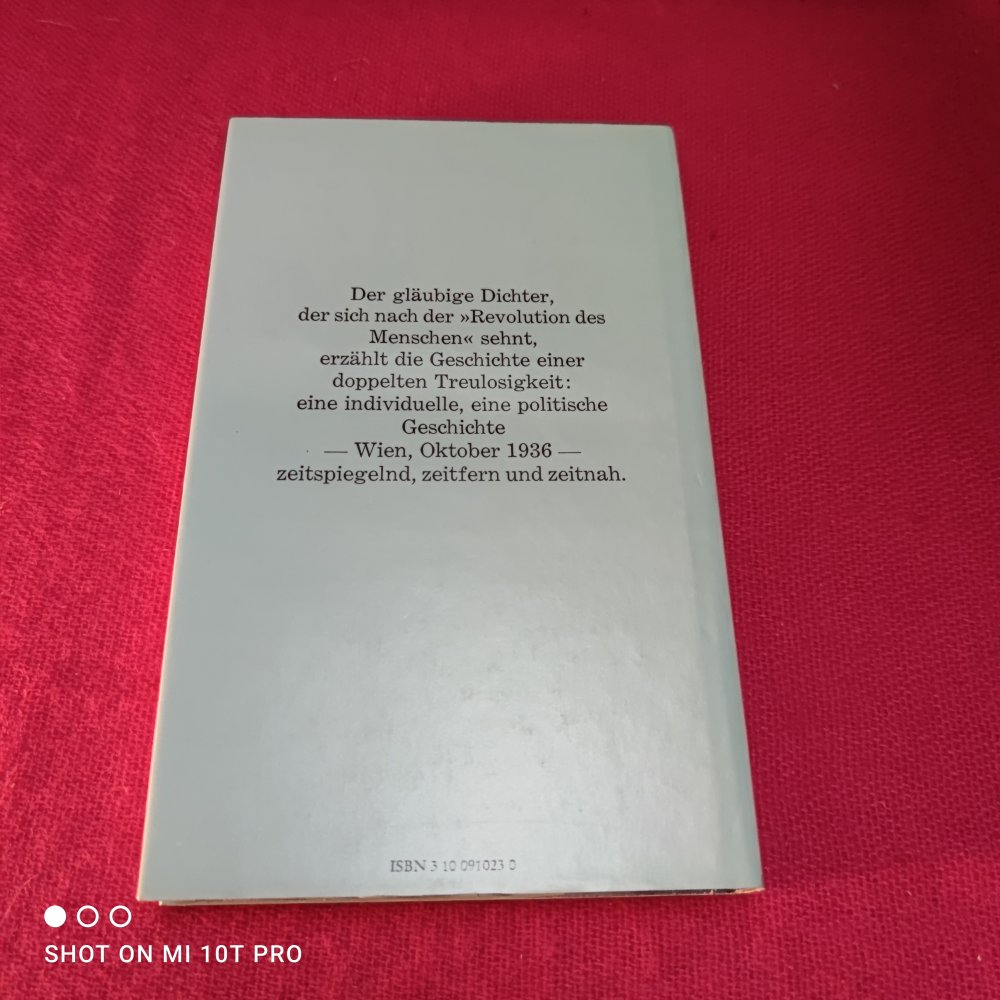 Der gläubige Dichter,
der sich nach der »Revolution des
Menschen« sehnt,
erzählt die Geschichte einer
doppelten Treulosigkeit:
eine individuelle, eine politische
Geschichte
— Wien, Oktober 1936 —
zeitspiegelnd, zeitfern und zeitnah.
ISBN 3 10 091023 0
SHOT ON MI 10T PRO